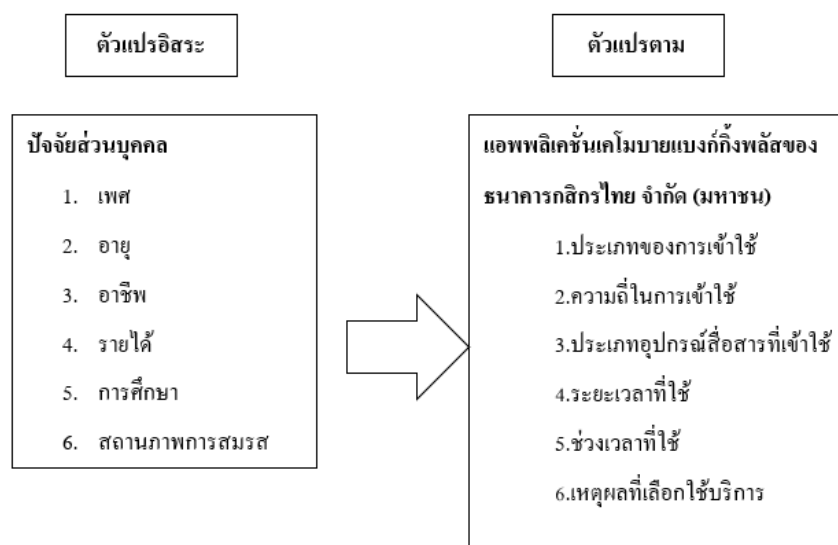 ตัวแปรอิสระ
ตัวแปรตาม
ปัจจัยส่วนบุคคล
1. เพศ
2. อายุ
3. อาชีพ
4. รายได้
5. การศึกษา
6. สถานภาพการสมรส
แอพพลิเคชั่นเคโมบายแบงก์กิ้งพลัสของ
ธนาคารกสิกรไทย จำกัด (มหาชน)
1.ประเภทของการเข้าใช้
2.ความถี่ในการเข้าใช้
3.ประเภทอุปกรณ์สื่อสารที่เข้าใช้
4.ระยะเวลาที่ใช้
5.ช่วงเวลาที่ใช้
6.เหตุผลที่เลือกใช้บริการ